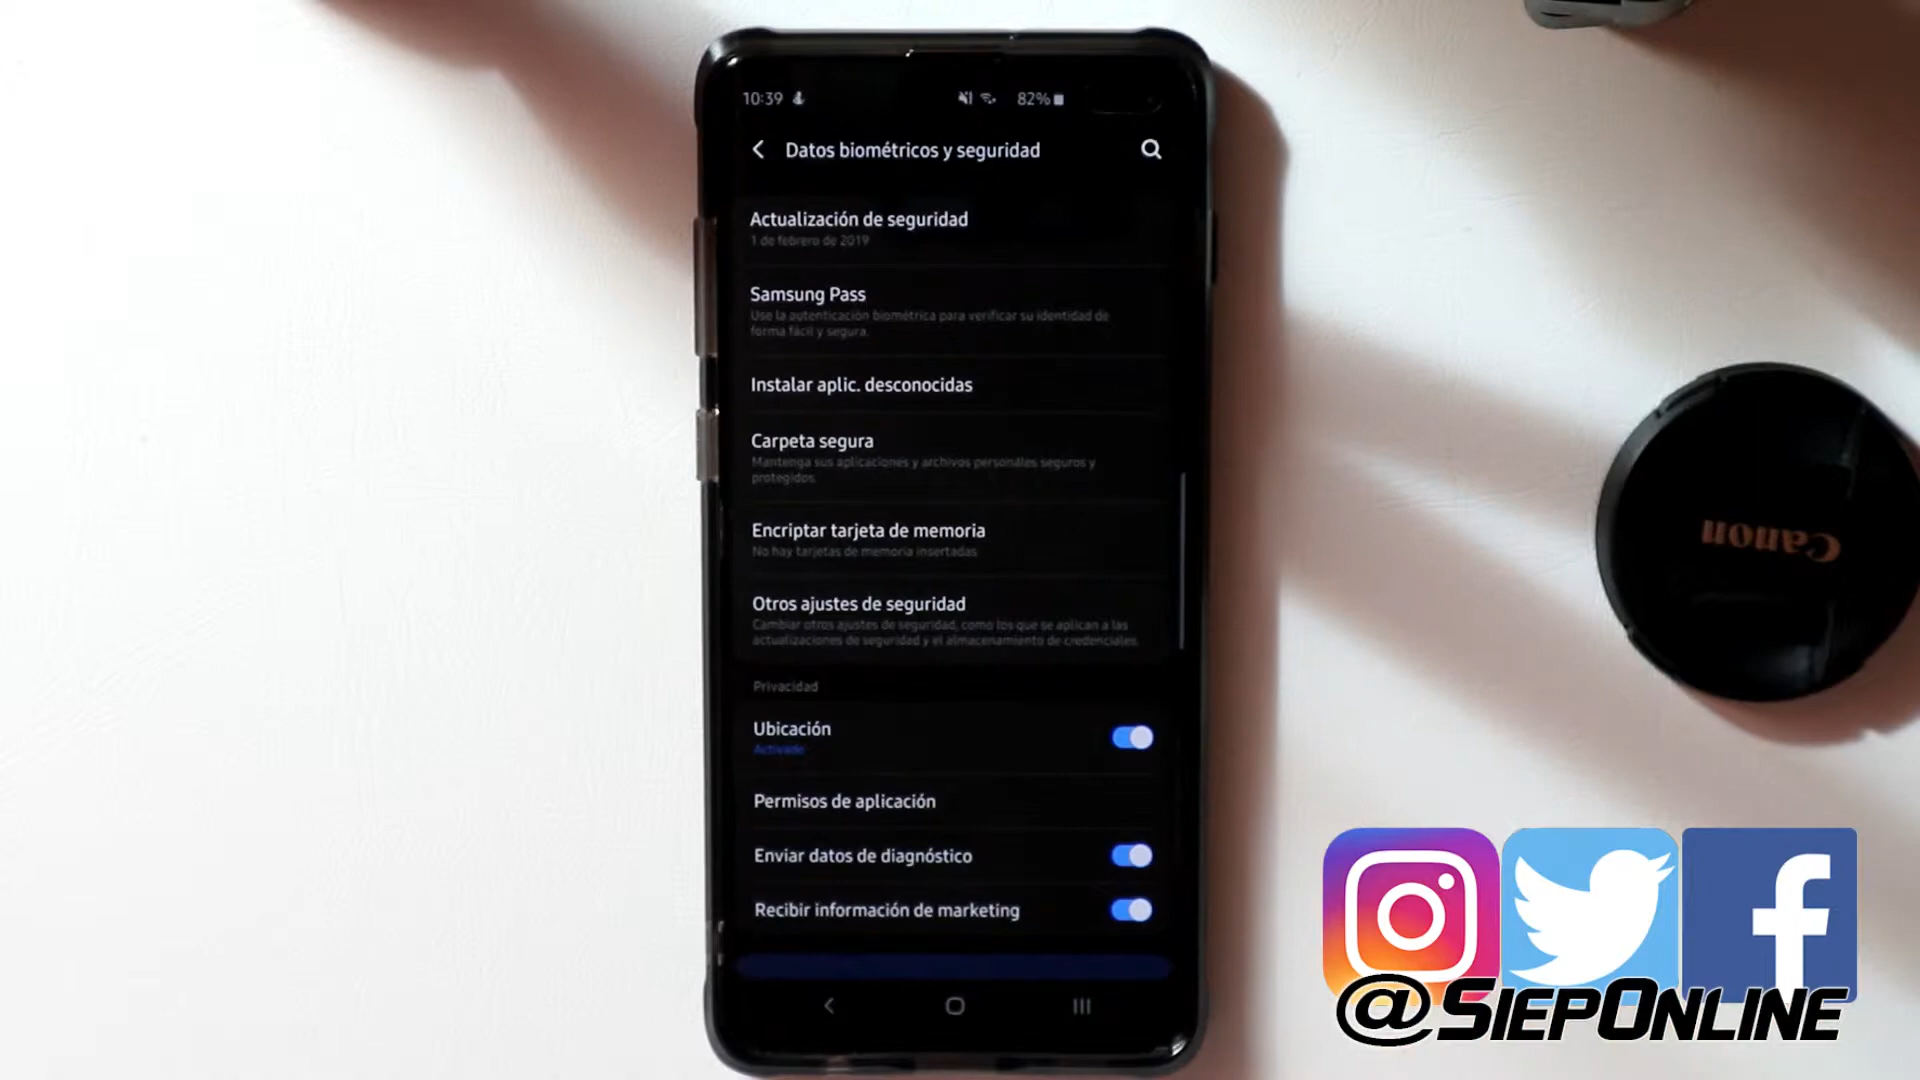 10:39
82%
Datos biométricos y seguridad
Actualización de seguridad
1 de febrero de 2019
Samsung Pass
Use la autenticación biométrica para verificar su identidad de
forma fácil y segura.
Instalar aplic. desconocidas
Carpeta segura
Mantenga sus aplicaciones y archivos personales seguros y
protegidos.
Encriptar tarjeta de memoria
No hay tarjetas de memoria insertadas
Otros ajustes de seguridad
Cambiar otros ajustes de seguridad, como los que se aplican a las
actualizaciones de seguridad y el almacenamiento de credenciales.
Privacidad
Ubicación
Activado
Permisos de aplicación
Enviar datos de diagnóstico
Recibir información de marketing
Canon
@SiepOnline